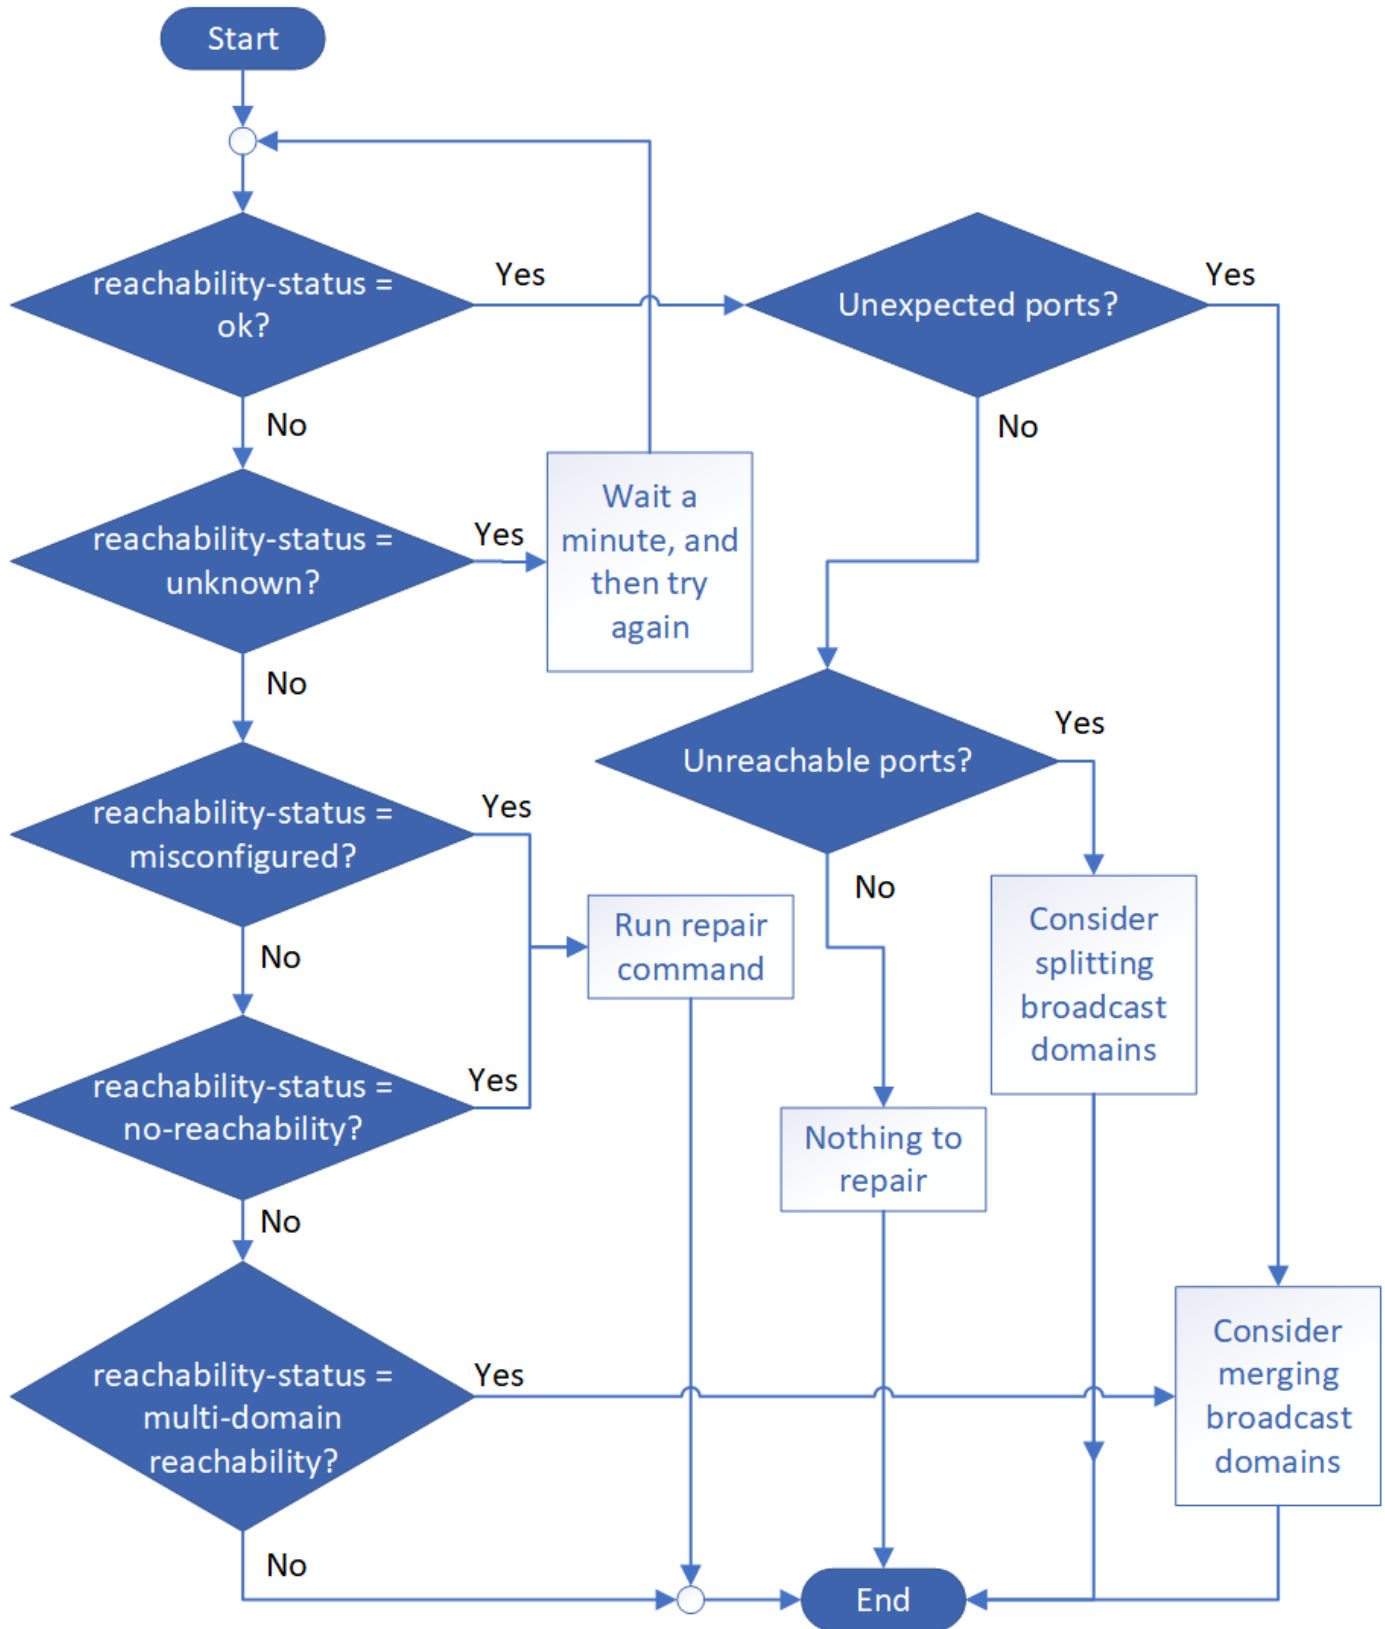 Start
reachability-status =
ok?
Yes
Unexpected ports?
Yes
No
No
reachability-status =
unknown?
Yes
Wait a
minute, and
then try
again
No
Unreachable ports?
Yes
reachability-status =
misconfigured?
Yes
No
Run repair
command
Consider
splitting
broadcast
domains
No
reachability-status =
no-reachability?
Yes
Nothing to
repair
No
reachability-status =
multi-domain
reachability?
Yes
Consider
merging
broadcast
domains
No
End